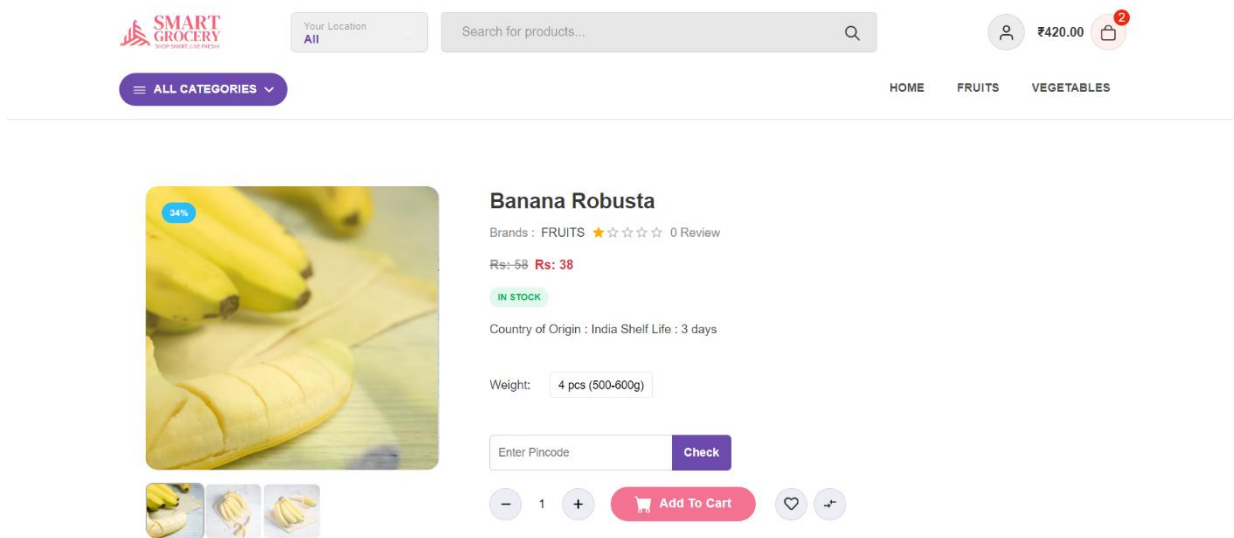 SMART
GROCERY
SHOP SMART, LIVE FRESH!
Your Location
All
Search for products...
₹420.00
2
ALL CATEGORIES
HOME
FRUITS
VEGETABLES
34%
Banana Robusta
Brands : FRUITS 0 Review
Rs: 58 Rs: 38
IN STOCK
Country of Origin : India Shelf Life : 3 days
Weight: 4 pcs (500-600g)
Enter Pincode Check
− 1 + Add To Cart